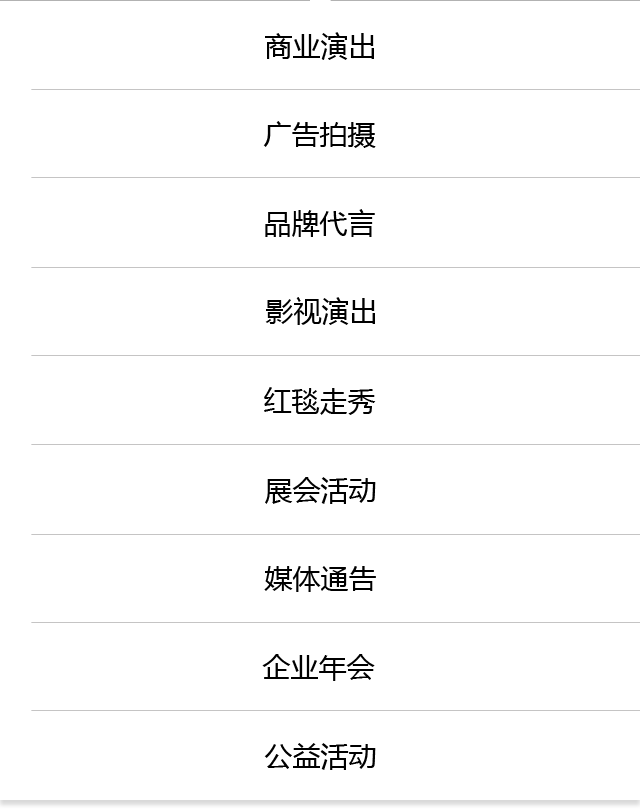 商业演出
广告拍摄
品牌代言
影视演出
红毯走秀
展会活动
媒体通告
企业年会
公益活动